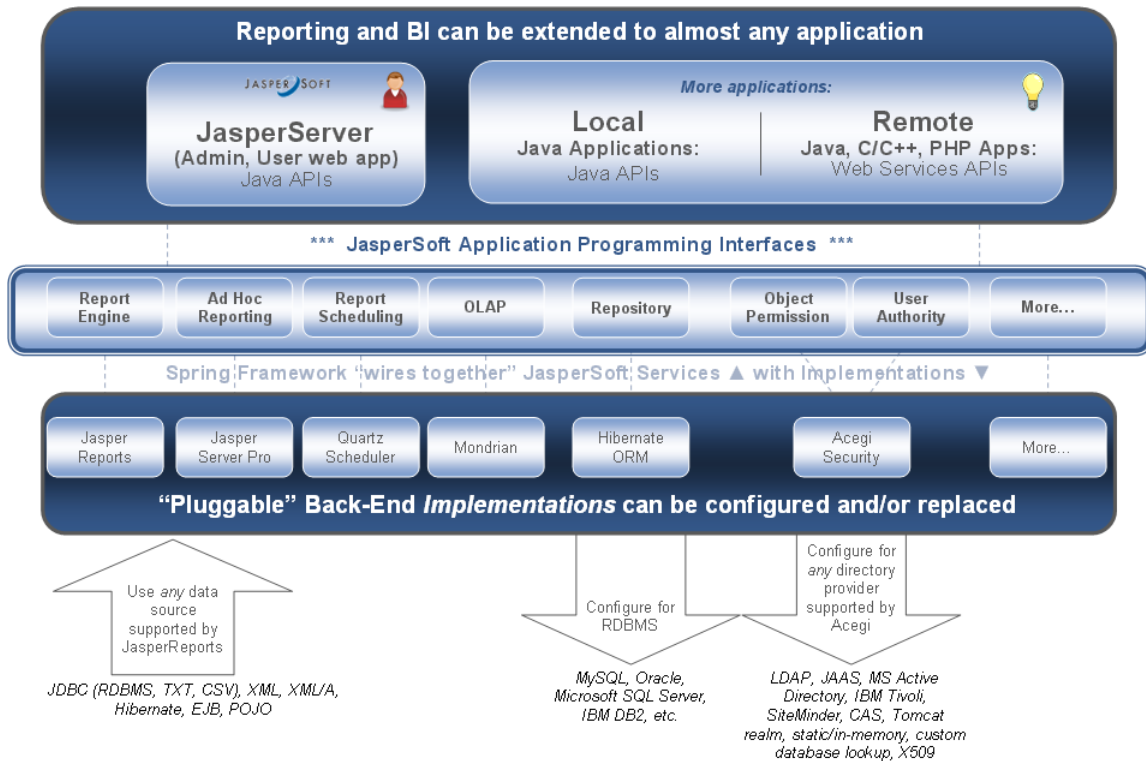 Reporting and BI can be extended to almost any application
JASPERSOFT
JasperServer
(Admin, User web app)
Java APIs
More applications:
Local
Java Applications:
Java APIs
Remote
Java, C/C++, PHP Apps:
Web Services APIs
*** JasperSoft Application Programming Interfaces ***
Report
Engine
Ad Hoc
Reporting
Report
Scheduling
OLAP
Repository
Object
Permission
User
Authority
More...
Spring Framework “wires together” JasperSoft Services ▲ with Implementations ▼
Jasper
Reports
Jasper
Server Pro
Quartz
Scheduler
Mondrian
Hibernate
ORM
Acegi
Security
More...
“Pluggable” Back-End Implementations can be configured and/or replaced
Use any data
source
supported by
JasperReports
JDBC (RDBMS, TXT, CSV), XML, XML/A,
Hibernate, EJB, POJO
Configure for
RDBMS
MySQL, Oracle,
Microsoft SQL Server,
IBM DB2, etc.
Configure for
any directory
provider
supported by
Acegi
LDAP, JAAS, MS Active
Directory, IBM Tivoli,
SiteMinder, CAS, Tomcat
realm, static/in-memory, custom
database lookup, X509